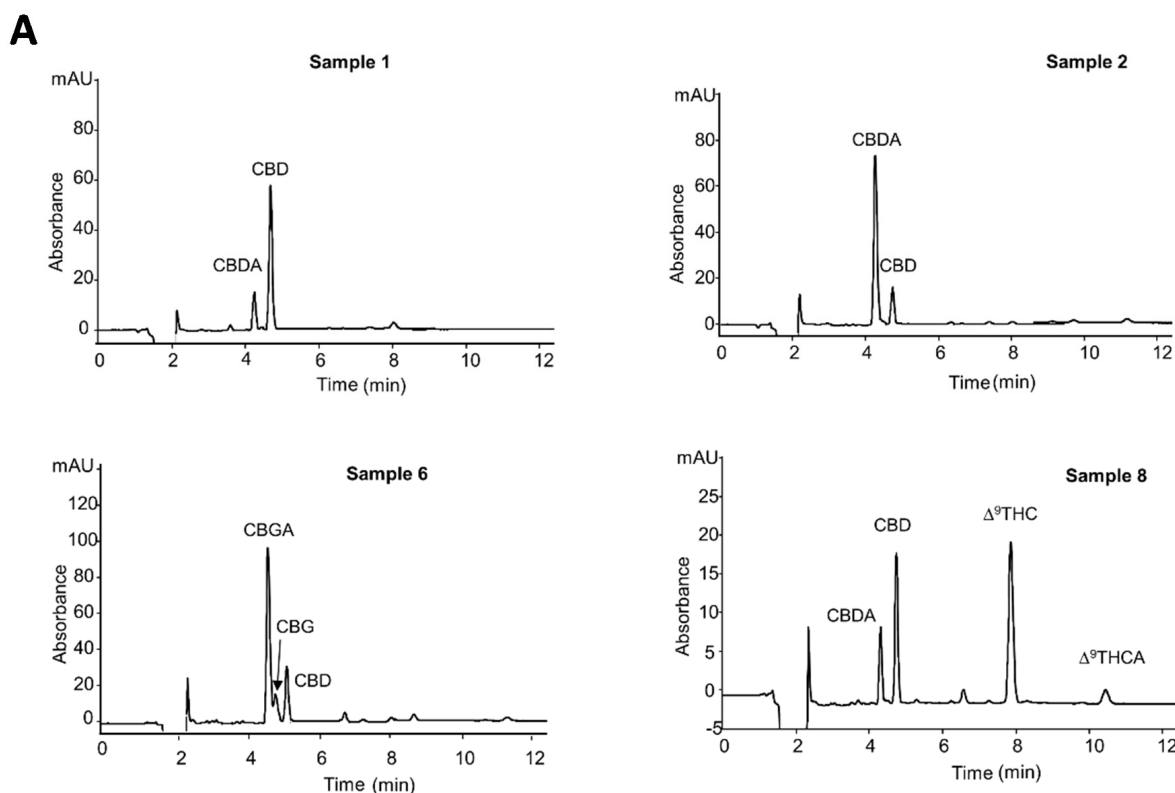 A
Sample 1
mAU
80
60
40
20
0
Absorbance
CBDA
CBD
0 2 4 6 8 10 12
Time (min)
Sample 2
mAU
80
60
40
20
0
Absorbance
CBDA
CBD
0 2 4 6 8 10 12
Time (min)
Sample 6
mAU
120
100
80
60
40
20
0
Absorbance
CBGA
CBG
CBD
0 2 4 6 8 10 12
Time (min)
Sample 8
mAU
25
20
15
10
5
0
-5
Absorbance
CBDA
CBD
Δ⁹THC
Δ⁹THCA
0 2 4 6 8 10 12
Time (min)